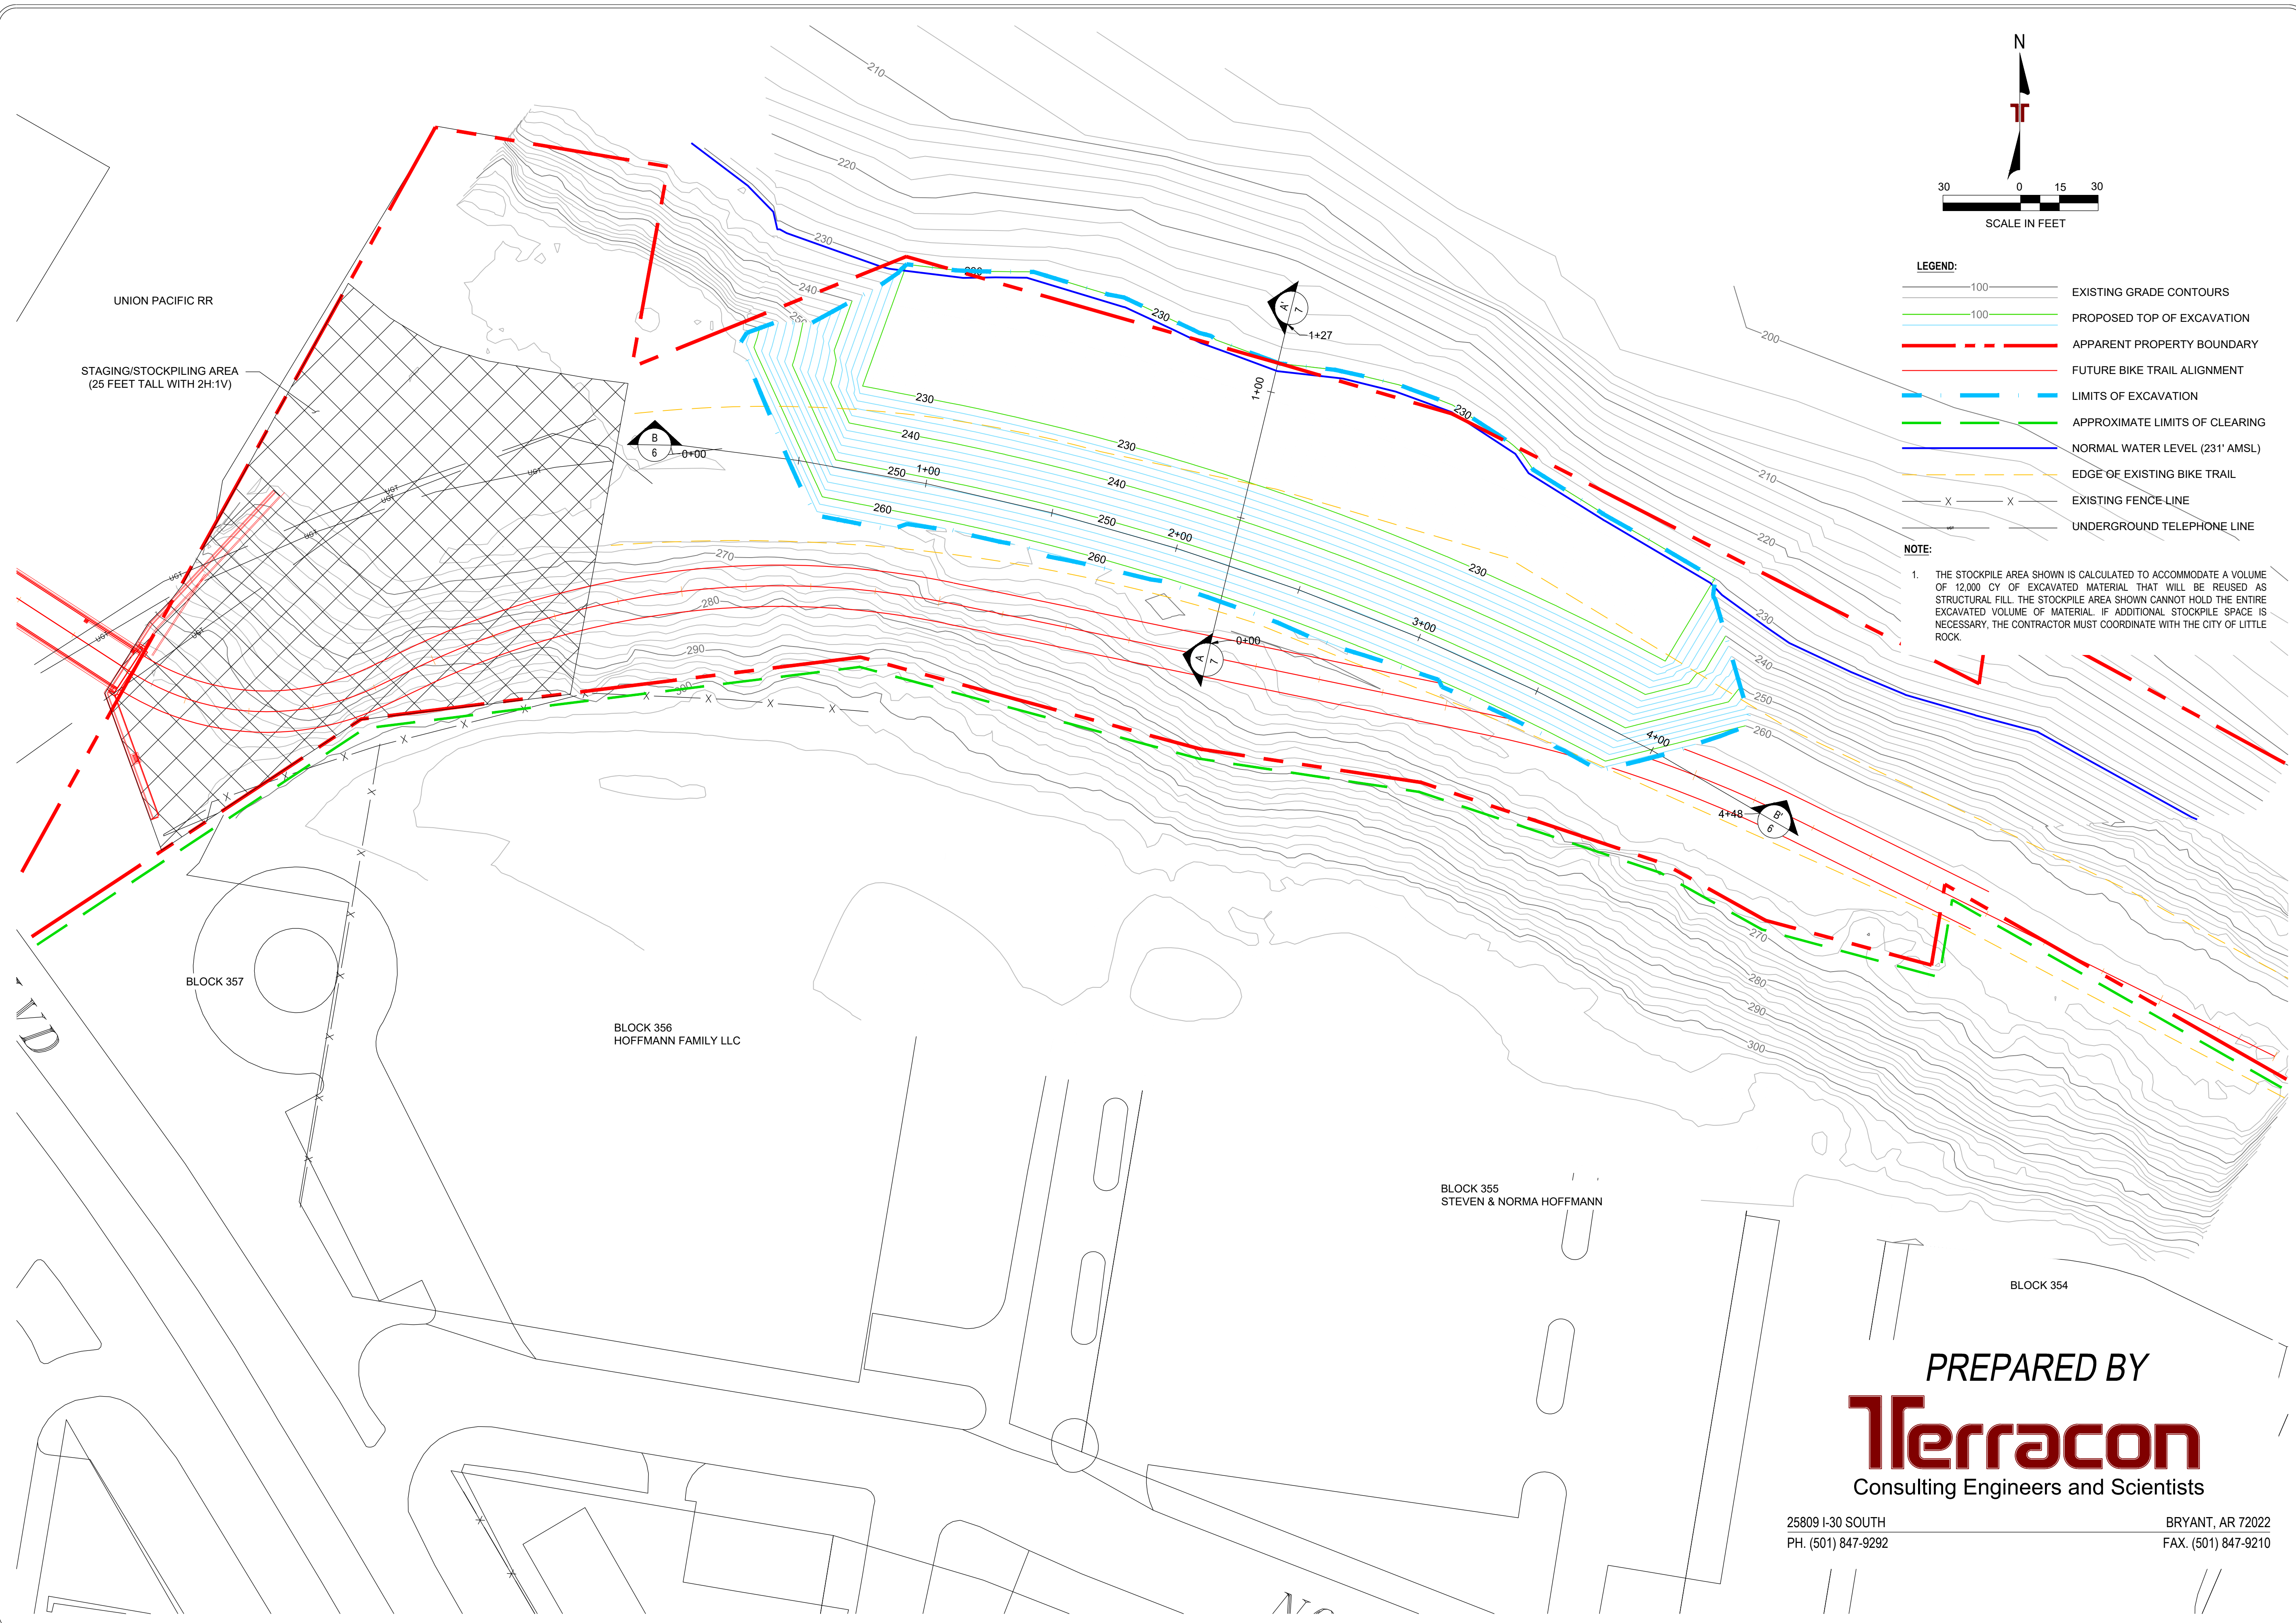 N
30 0 15 30
SCALE IN FEET
LEGEND:
100 EXISTING GRADE CONTOURS
100 PROPOSED TOP OF EXCAVATION
APPARENT PROPERTY BOUNDARY
FUTURE BIKE TRAIL ALIGNMENT
LIMITS OF EXCAVATION
APPROXIMATE LIMITS OF CLEARING
NORMAL WATER LEVEL (231' AMSL)
EDGE OF EXISTING BIKE TRAIL
X X EXISTING FENCE LINE
UNDERGROUND TELEPHONE LINE
NOTE:
1. THE STOCKPILE AREA SHOWN IS CALCULATED TO ACCOMMODATE A VOLUME
OF 12,000 CY OF EXCAVATED MATERIAL THAT WILL BE REUSED AS
STRUCTURAL FILL. THE STOCKPILE AREA SHOWN CANNOT HOLD THE ENTIRE
EXCAVATED VOLUME OF MATERIAL. IF ADDITIONAL STOCKPILE SPACE IS
NECESSARY, THE CONTRACTOR MUST COORDINATE WITH THE CITY OF LITTLE
ROCK.
UNION PACIFIC RR
STAGING/STOCKPILING AREA
(25 FEET TALL WITH 2H:1V)
210
220
230
240
250
230
230
230
A'
7
1+27
1+00
200
210
220
230
240
250
260
B
6
0+00
230
240
250
1+00
260
230
240
250
2+00
260
230
3+00
4+00
A
7
0+00
4+48
B'
6
270
280
290
300
270
280
290
300
UGT
UGT
UGT
UGT
UGT
UGT
UGT
X X X X X X X X X X
X X X X X X X
BLOCK 357
BLOCK 356
HOFFMANN FAMILY LLC
BLOCK 355
STEVEN & NORMA HOFFMANN
BLOCK 354
PREPARED BY
Terracon
Consulting Engineers and Scientists
25809 I-30 SOUTH BRYANT, AR 72022
PH. (501) 847-9292 FAX. (501) 847-9210